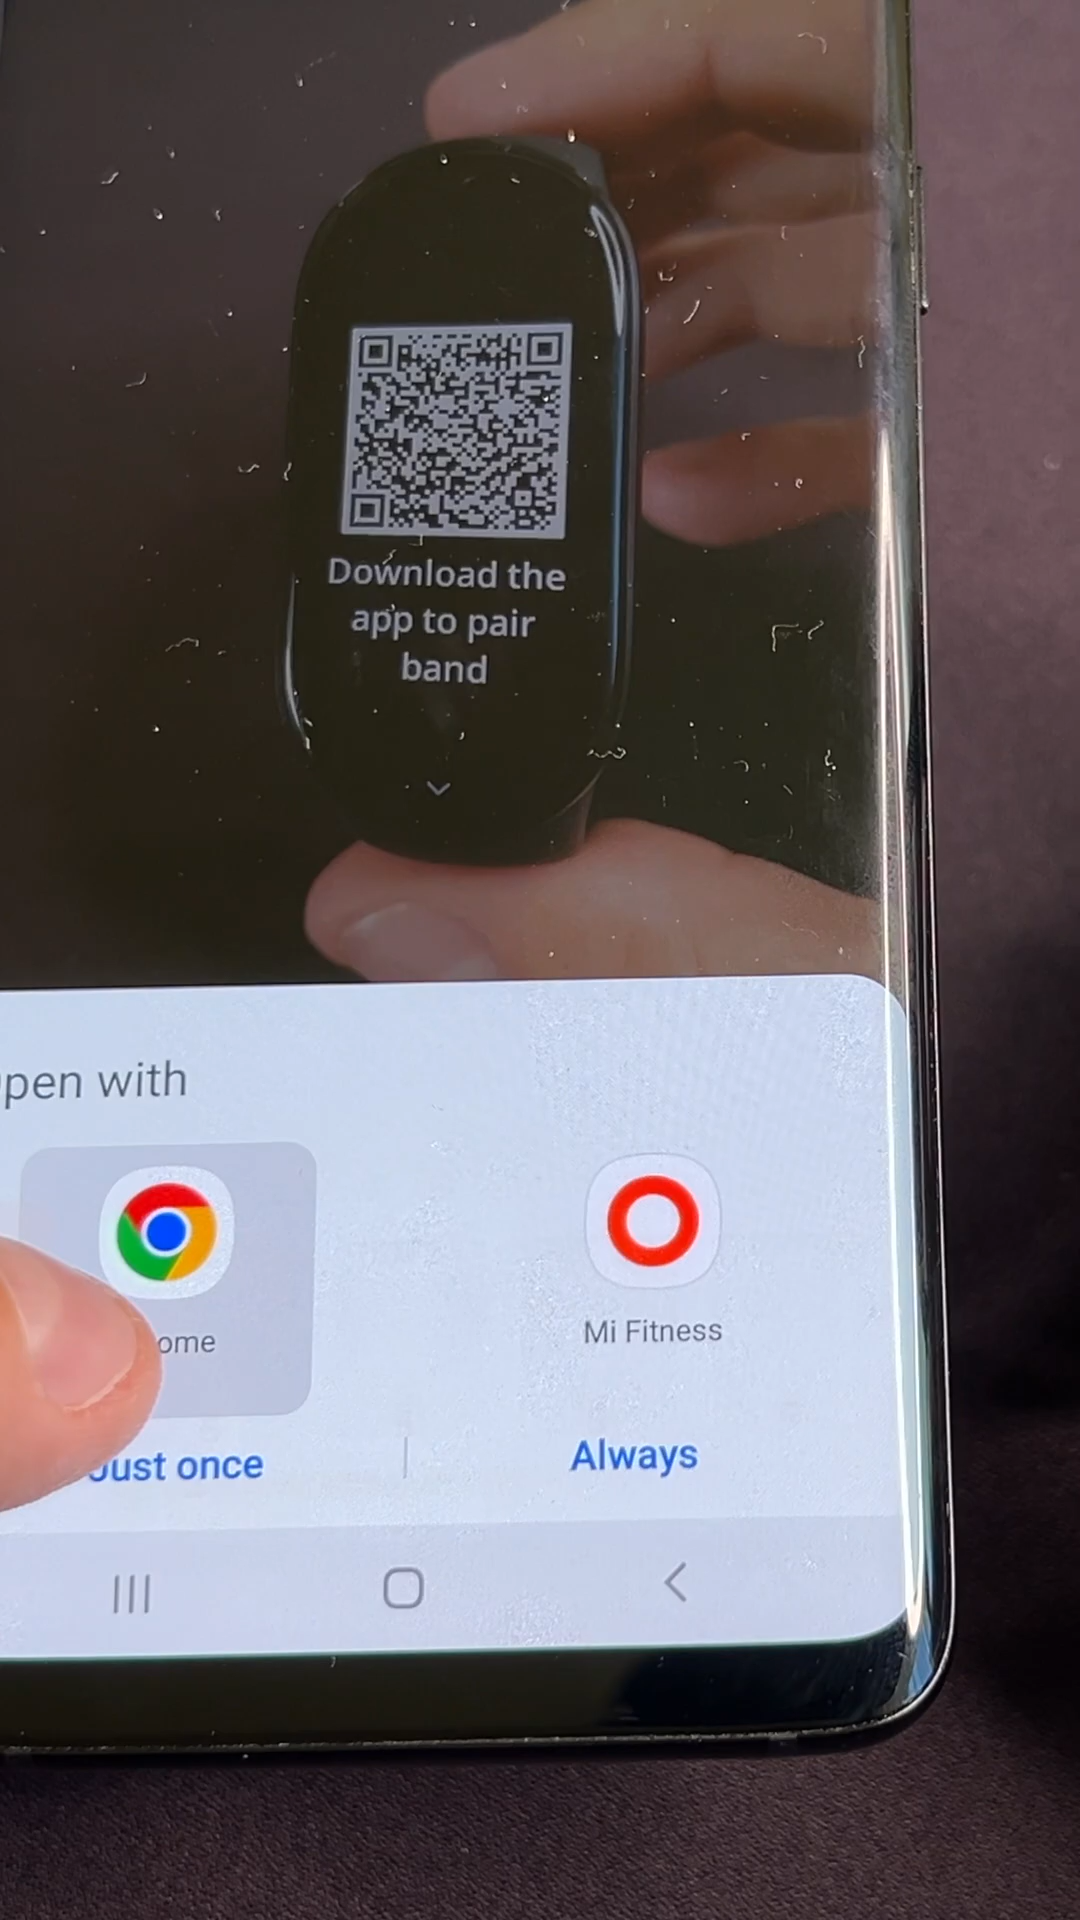 Download the
app to pair
band
pen with
ome
Mi Fitness
Just once
Always